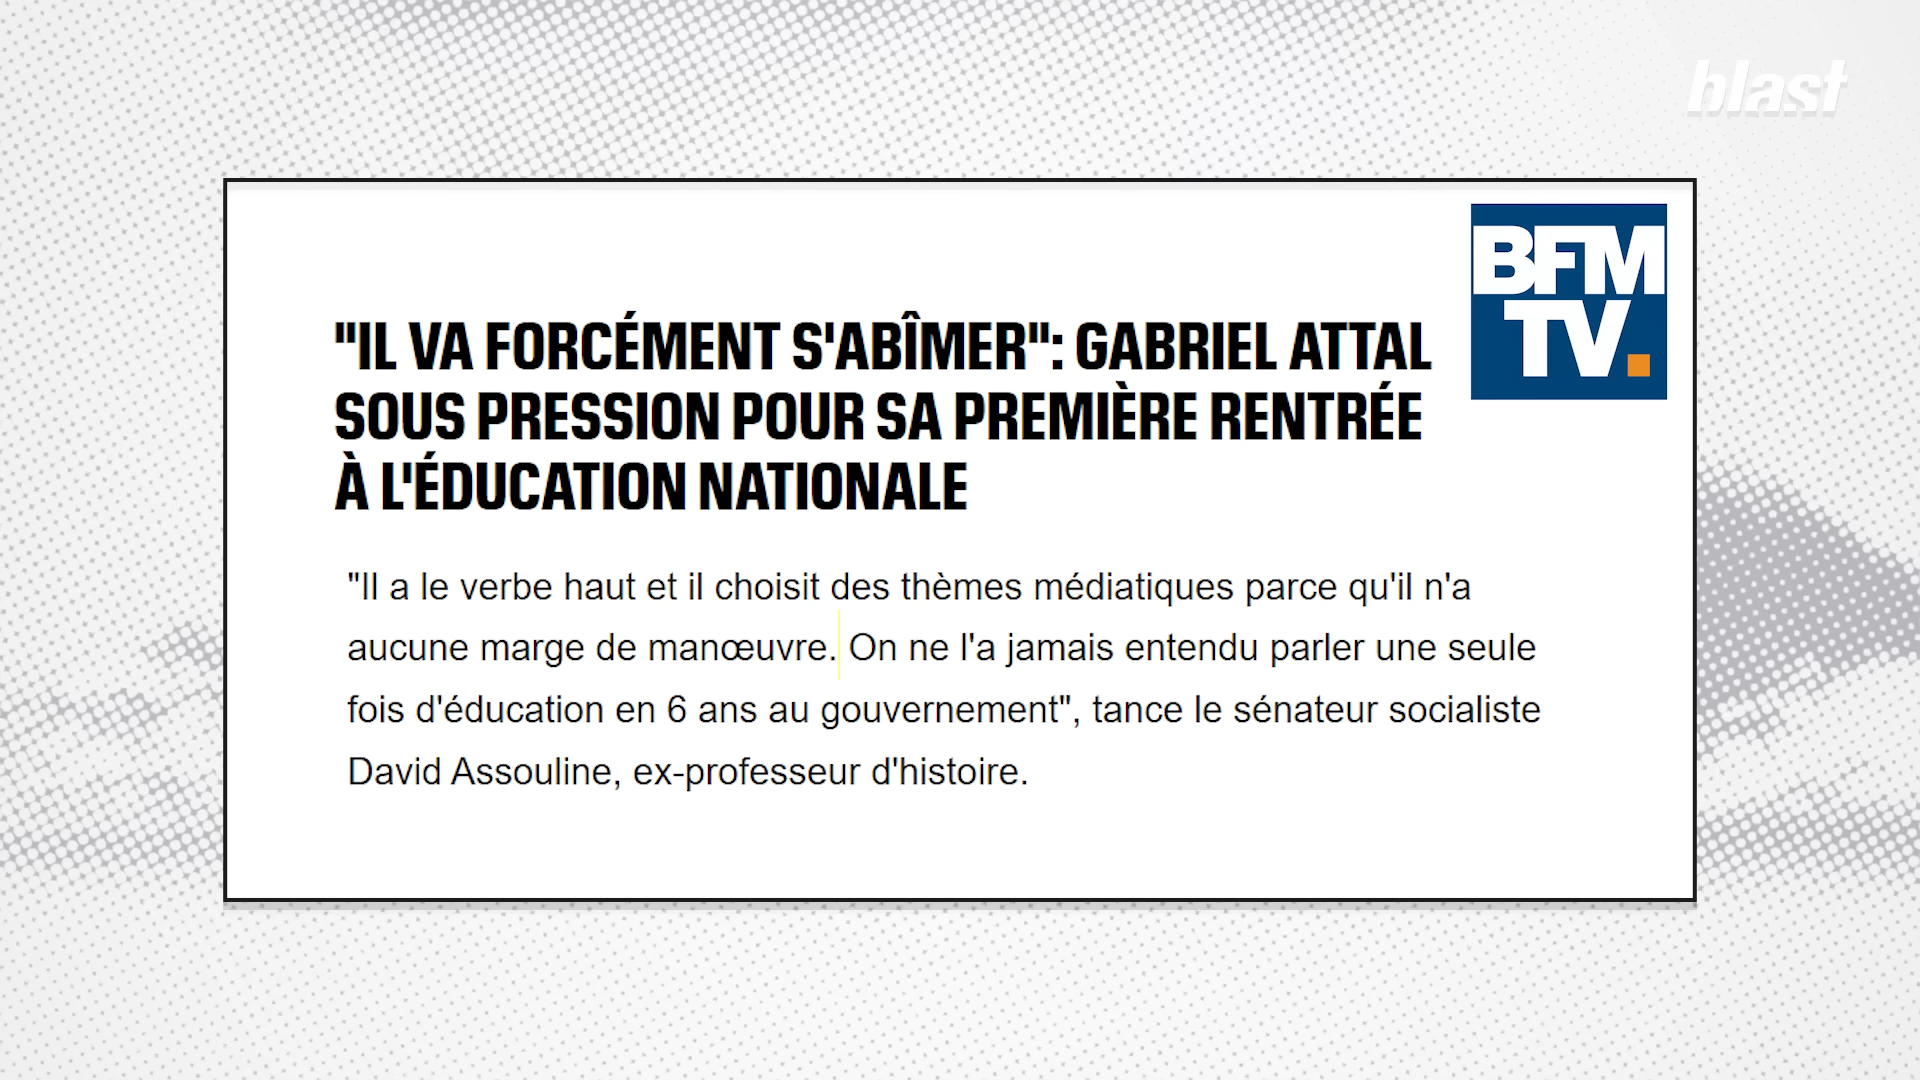 blast
BFM
TV.
"IL VA FORCÉMENT S'ABÎMER": GABRIEL ATTAL
SOUS PRESSION POUR SA PREMIÈRE RENTRÉE
À L'ÉDUCATION NATIONALE
"Il a le verbe haut et il choisit des thèmes médiatiques parce qu'il n'a
aucune marge de manœuvre. On ne l'a jamais entendu parler une seule
fois d'éducation en 6 ans au gouvernement", tance le sénateur socialiste
David Assouline, ex-professeur d'histoire.